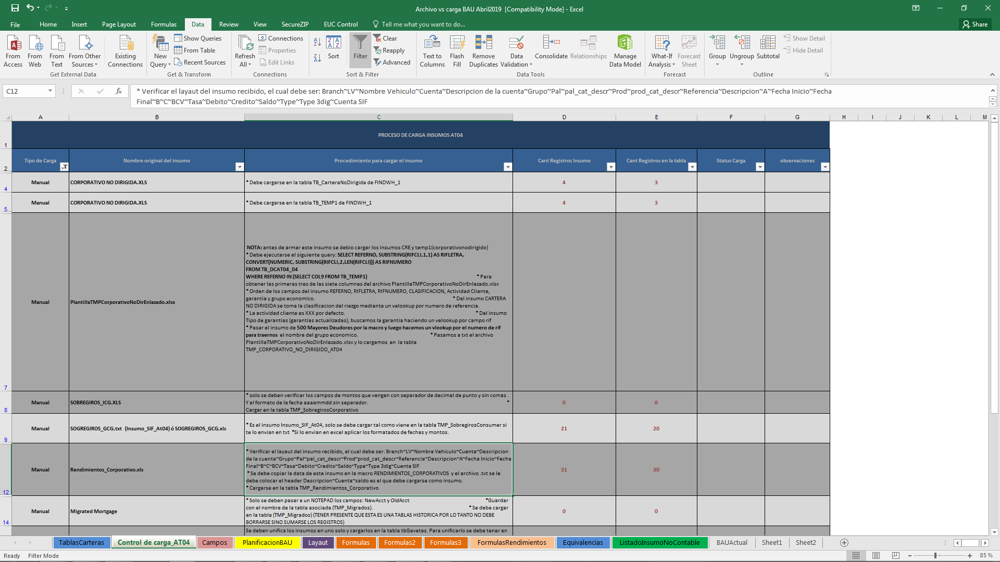 Archivo vs carga BAU Abril2019 [Compatibility Mode] - Excel
File Home Insert Page Layout Formulas Data Review View SecureZIP EUC Control Tell me what you want to do... Share
From Access
From Web
From Text
From Other Sources
Existing Connections
Get External Data
New Query
Show Queries
From Table
Recent Sources
Get & Transform
Refresh All
Connections
Properties
Edit Links
Connections
Sort
Filter
Clear
Reapply
Advanced
Sort & Filter
Text to Columns
Flash Fill
Remove Duplicates
Data Validation
Consolidate
Relationships
Manage Data Model
Data Tools
What-If Analysis
Forecast Sheet
Forecast
Group
Ungroup
Subtotal
Show Detail
Hide Detail
Outline
C12
fx
* Verificar el layaut del insumo recibido, el cual debe ser: Branch~LV~Nombre Vehiculo~Cuenta~Descripcion de la cuenta~Grupo~Pal~pal_cat_descr~Prod~prod_cat_descr~Referencia~Descripcion~A~Fecha Inicio~Fecha
Final~B~C~BCV~Tasa~Debito~Credito~Saldo~Type~Type 3dig~Cuenta SIF
A B C D E F G H I J K L M
1 PROCESO DE CARGA INSUMOS AT04
2 Tipo de Carga Nombre original del insumo Procedimiento para cargar el insumo Cant Registros Insumo Cant Registros en la tabla Status Carga observaciones
4 Manual CORPORATIVO NO DIRIGIDA.XLS * Debe cargarse en la tabla TB_CarteraNoDirigida de FINDWH_1 4 3
5 Manual CORPORATIVO NO DIRIGIDA.XLS * Debe cargarse en la tabla TB_TEMP1 de FINDWH_1 4 3
7 Manual PlantillaTMPCorporativoNoDirEnlazado.xlsx
NOTA: antes de armar este insumo se debio cargar los insumos CRE y temp1(corporativonodirigido)
* Debe ejecutarse el siguiente query: SELECT REFERNO, SUBSTRING(RIFCLI,1,1) AS RIFLETRA,
CONVERT(NUMERIC, SUBSTRING(RIFCLI,2,LEN(RIFCLI))) AS RIFNUMERO
FROM TB_DCAT04_04
WHERE REFERNO IN (SELECT COL9 FROM TB_TEMP1) * Para
obtener las primeras tres de las siete columnas del archivo PlantillaTMPCorporativoNoDirEnlazado.xlsx
* Orden de los campos del insumo REFERNO, RIFLETRA, RIFNUMERO, CLASIFICACION, Actividad Cliente,
garantia y grupo economico. * Del insumo CARTERA
NO DIRIGIDA se toma la clasificacion del riezgo mediante un velookup por numero de referencia.
* La actividad cliente es XXX por defecto. * Del insumo
Tipo de garantias (garantias actualizadas), buscamos la garantia haciendo un velookup por campo rif
* Pasar el insumo de 500 Mayores Deudores por la macro y luego hacemos un vlookup por el numero de rif
para traernos el nombre del grupo economico. * Pasamos a txt el archivo
PlantillaTMPCorporativoNoDirEnlazado.xlsx y lo cargamos en la tabla
TMP_CORPORATIVO_NO_DIRIGIDO_AT04
8 Manual SOBREGIROS_ICG.XLS 0 0
* solo se deben verificar los campos de montos que vengan con separador de decimal de punto y sin comas .
Y el formato de la fecha aaaammdd sin separador. *
Cargar en la tabla TMP_SobregirosCorporativo
9 Manual SOGREGIROS_GCG.txt (Insumo_SIF_At04) ó SOGREGIROS_GCG.xls 21 20
* Es el insumo Insumo_SIF_At04, solo se debe cargar tal como viene en la tabla TMP_SobregirosConsumer si
te lo envian en txt *Si lo envian en excel aplicar los formatados de fechas y montos.
12 Manual Rendimientos_Corporativo.xls 31 30
* Verificar el layaut del insumo recibido, el cual debe ser: Branch~LV~Nombre Vehiculo~Cuenta~Descripcion
de la cuenta~Grupo~Pal~pal_cat_descr~Prod~prod_cat_descr~Referencia~Descripcion~A~Fecha Inicio~Fecha
Final~B~C~BCV~Tasa~Debito~Credito~Saldo~Type~Type 3dig~Cuenta SIF
* Se debe copiar la data de este insumo en la macro RENDIMIENTOS_CORPORATIVOS y el archivo .txt se le
debe colocar el header Descripcion~Cuenta~saldo es el que debe cargarse como insumo.
* Cargarse en la tabla TMP_Rendimientos_Corporativo
14 Manual Migrated Mortgage 0 0
* Solo se deben pasar a un NOTEPAD los campos: NewAcct y OldAcct *Guardar
con el nombre de la tabla asociada (TMP_Migrados). * Se debe cargar
en la tabla (TMP_Migrados) (TENER PRESENTE QUE ESTA ES UNA TABLAS HISTORICA POR LO TANTO NO DEBE
BORRARSE SINO SUMARSE LOS REGISTROS)
Se deben unifica los insumos en uno solo y cargarlos en la tabla tbGavetas. Para unificarlo se debe tener en
TablasCarteras Control de carga_AT04 Campos PlanificacionBAU Layaut Formulas Formulas2 Formulas3 FormulasRendimientos Equivalencias ListadoInsumoNoContable BAUActual Sheet1 Sheet2
Ready Filter Mode 85 %